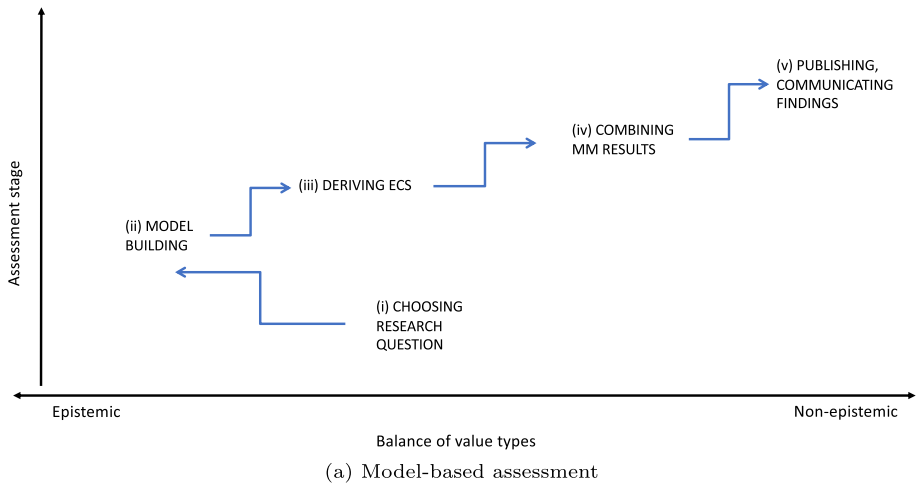 (v) PUBLISHING,
COMMUNICATING
FINDINGS
(iv) COMBINING
MM RESULTS
(iii) DERIVING ECS
(ii) MODEL
BUILDING
(i) CHOOSING
RESEARCH
QUESTION
Assessment stage
Epistemic
Non-epistemic
Balance of value types
(a) Model-based assessment